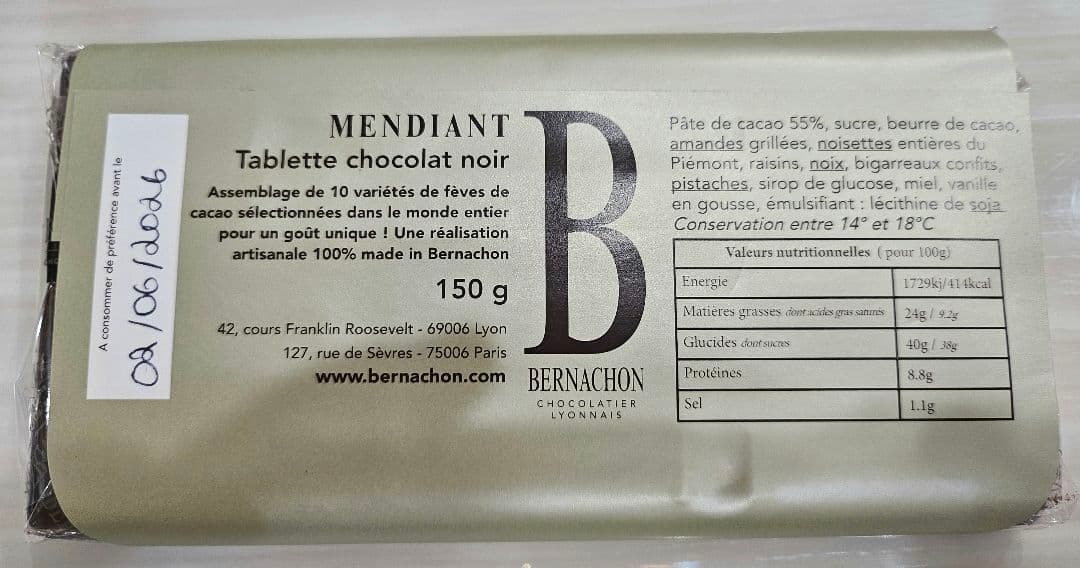 A consommer de préférence avant le
02/06/2026
MENDIANT
Tablette chocolat noir
Assemblage de 10 variétés de fèves de
cacao sélectionnées dans le monde entier
pour un goût unique ! Une réalisation
artisanale 100% made in Bernachon
150 g
42, cours Franklin Roosevelt - 69006 Lyon
127, rue de Sèvres - 75006 Paris
www.bernachon.com
B
BERNACHON
CHOCOLATIER
LYONNAIS
Pâte de cacao 55%, sucre, beurre de cacao,
amandes grillées, noisettes entières du
Piémont, raisins, noix, bigarreaux confits,
pistaches, sirop de glucose, miel, vanille
en gousse, émulsifiant : lécithine de soja
Conservation entre 14° et 18°C
Valeurs nutritionnelles ( pour 100g)
Energie 1729kj/414kcal
Matières grasses dont acides gras saturés 24g / 9.2g
Glucides dont sucres 40g / 38g
Protéines 8.8g
Sel 1.1g